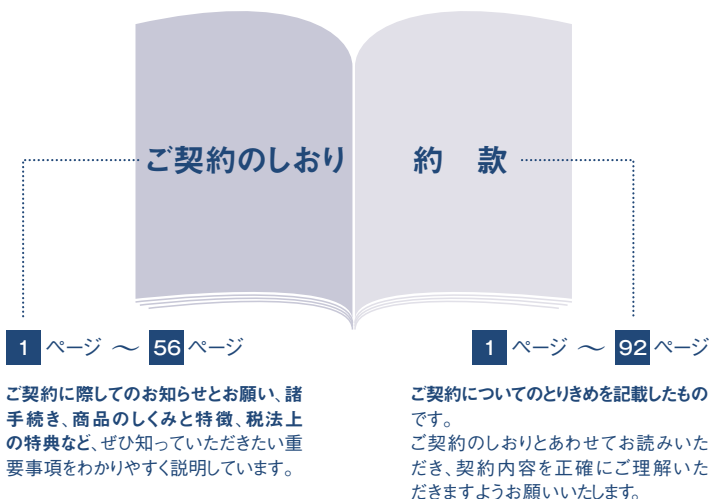 ご契約のしおり
約　款
1 ページ ～ 56 ページ
ご契約に際してのお知らせとお願い、諸
手続き、商品のしくみと特徴、税法上
の特典など、ぜひ知っていただきたい重
要事項をわかりやすく説明しています。
1 ページ ～ 92 ページ
ご契約についてのとりきめを記載したもの
です。
ご契約のしおりとあわせてお読みいた
だき、契約内容を正確にご理解いた
だきますようお願いいたします。